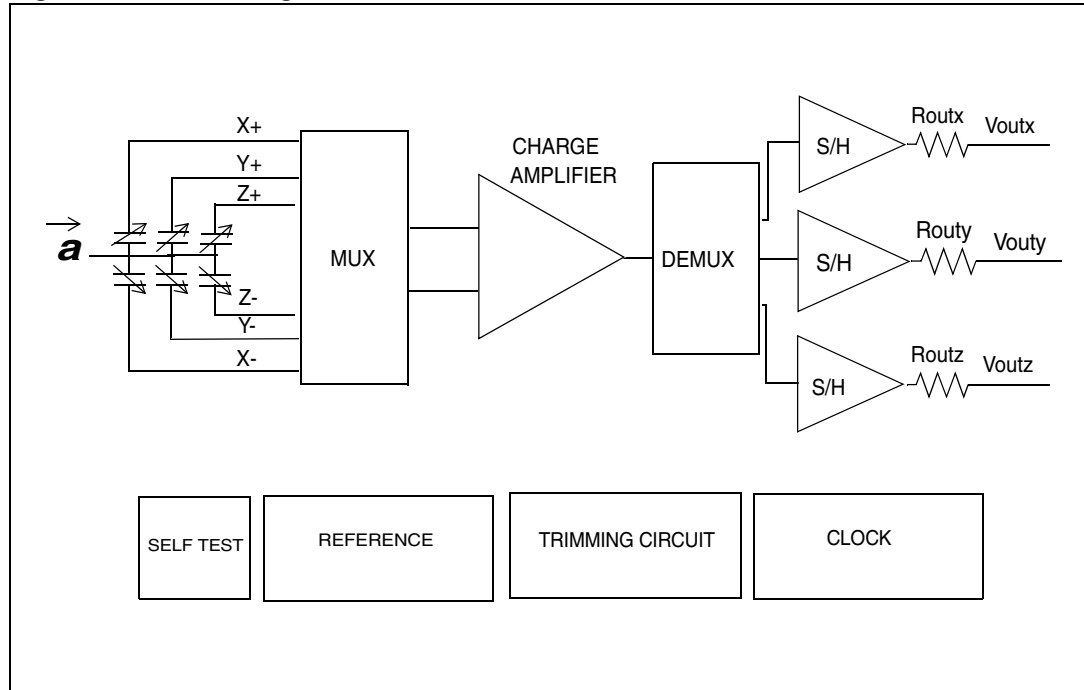 X+
Y+
Z+
a
Z-
Y-
X-
MUX
CHARGE
AMPLIFIER
DEMUX
S/H
Routx
Voutx
S/H
Routy
Vouty
S/H
Routz
Voutz
SELF TEST
REFERENCE
TRIMMING CIRCUIT
CLOCK